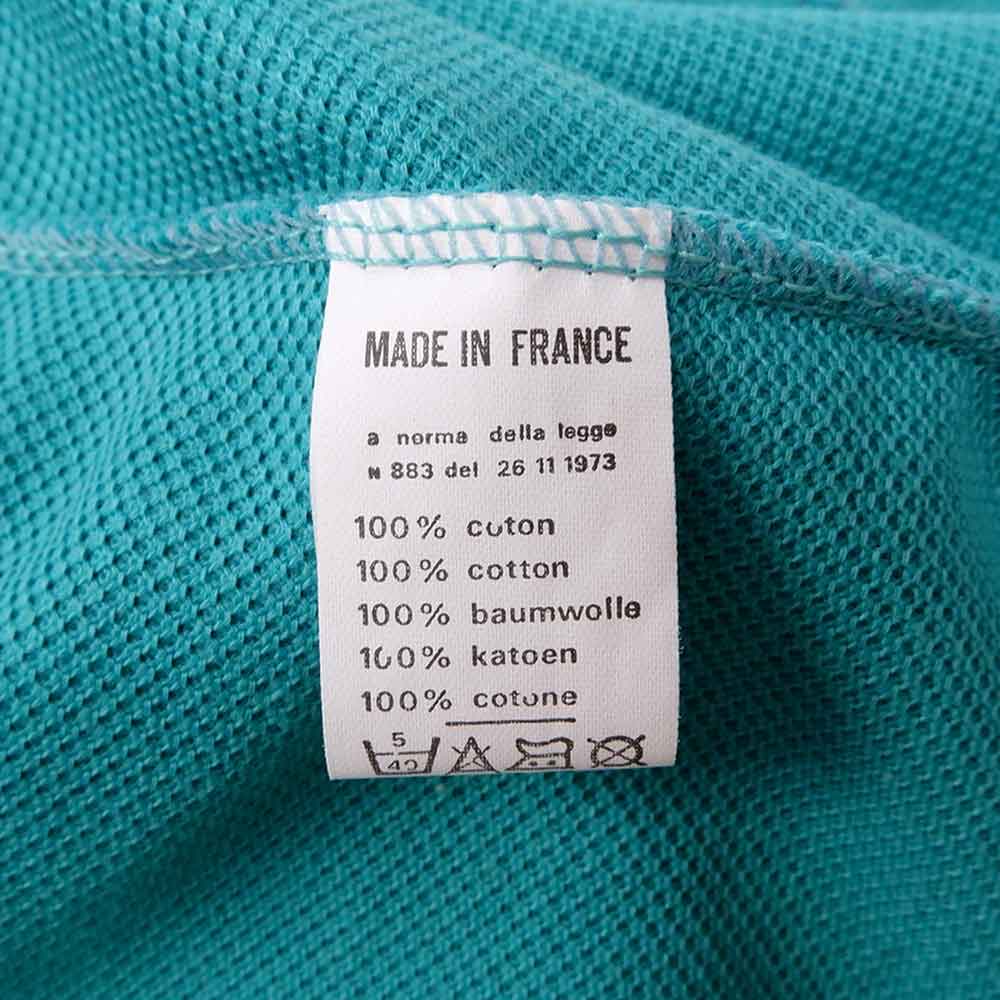 MADE IN FRANCE
a norma della legge
N 883 del 26 11 1973
100% coton
100% cotton
100% baumwolle
100% katoen
100% cotone
5
40